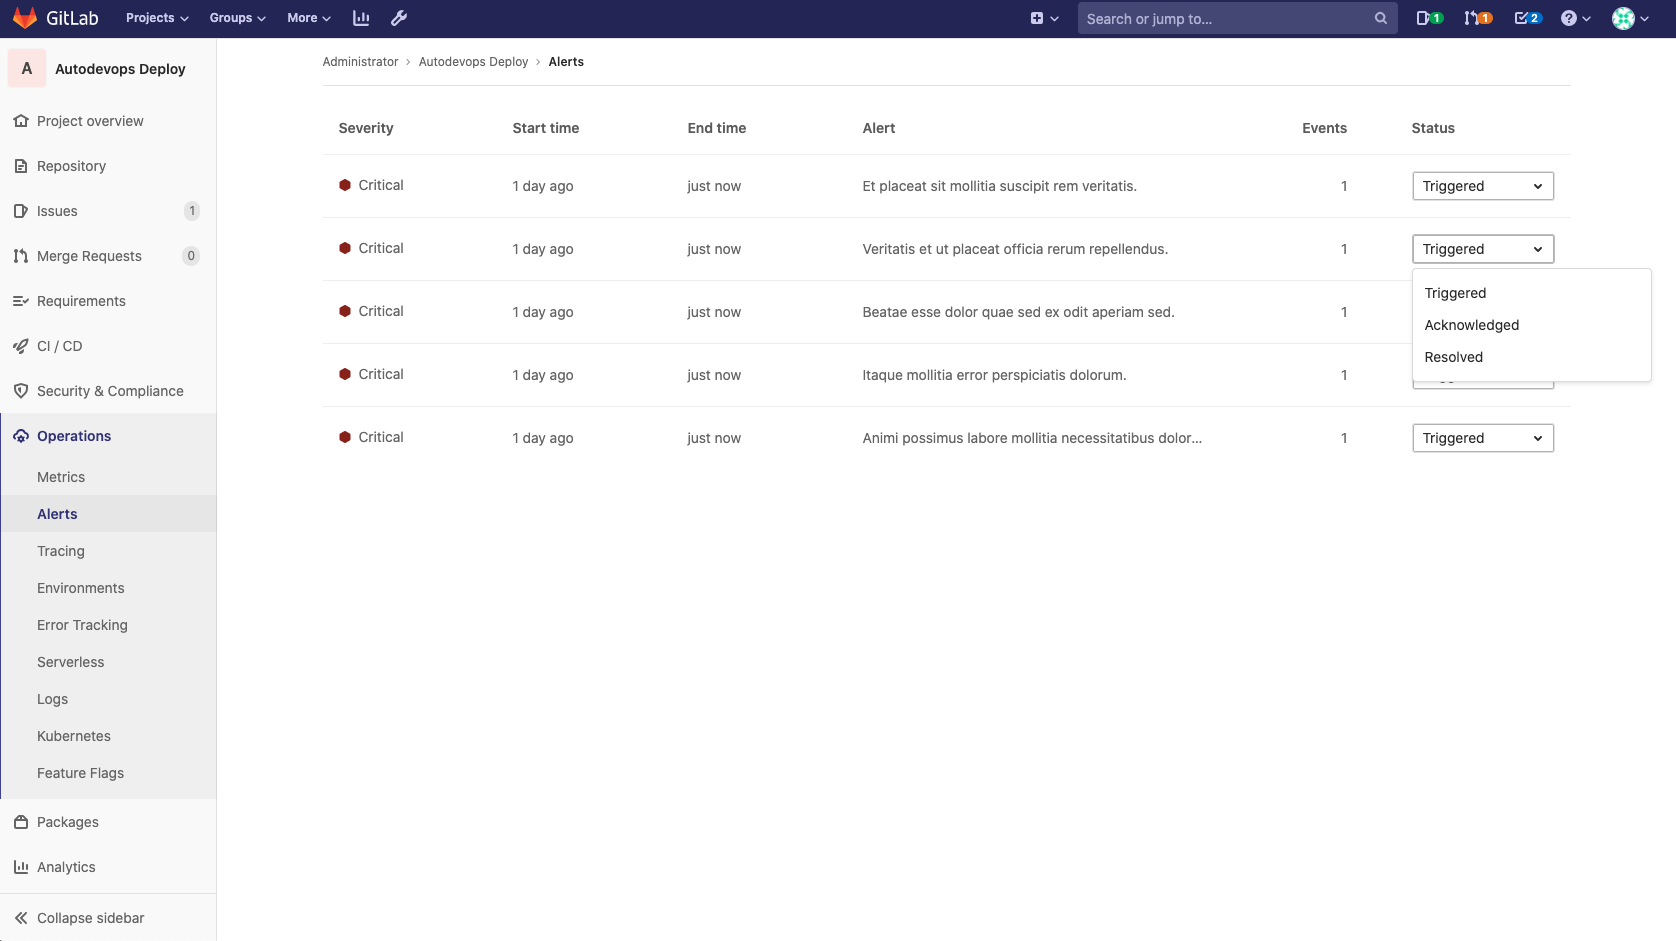 GitLab Projects Groups More Search or jump to... 1 1 2
A Autodevops Deploy
Project overview
Repository
Issues 1
Merge Requests 0
Requirements
CI / CD
Security & Compliance
Operations
Metrics
Alerts
Tracing
Environments
Error Tracking
Serverless
Logs
Kubernetes
Feature Flags
Packages
Analytics
Collapse sidebar
Administrator › Autodevops Deploy › Alerts
Severity Start time End time Alert Events Status
Critical 1 day ago just now Et placeat sit mollitia suscipit rem veritatis. 1 Triggered
Critical 1 day ago just now Veritatis et ut placeat officia rerum repellendus. 1 Triggered
Triggered
Acknowledged
Resolved
Critical 1 day ago just now Beatae esse dolor quae sed ex odit aperiam sed. 1
Critical 1 day ago just now Itaque mollitia error perspiciatis dolorum. 1
Critical 1 day ago just now Animi possimus labore mollitia necessitatibus dolor... 1 Triggered